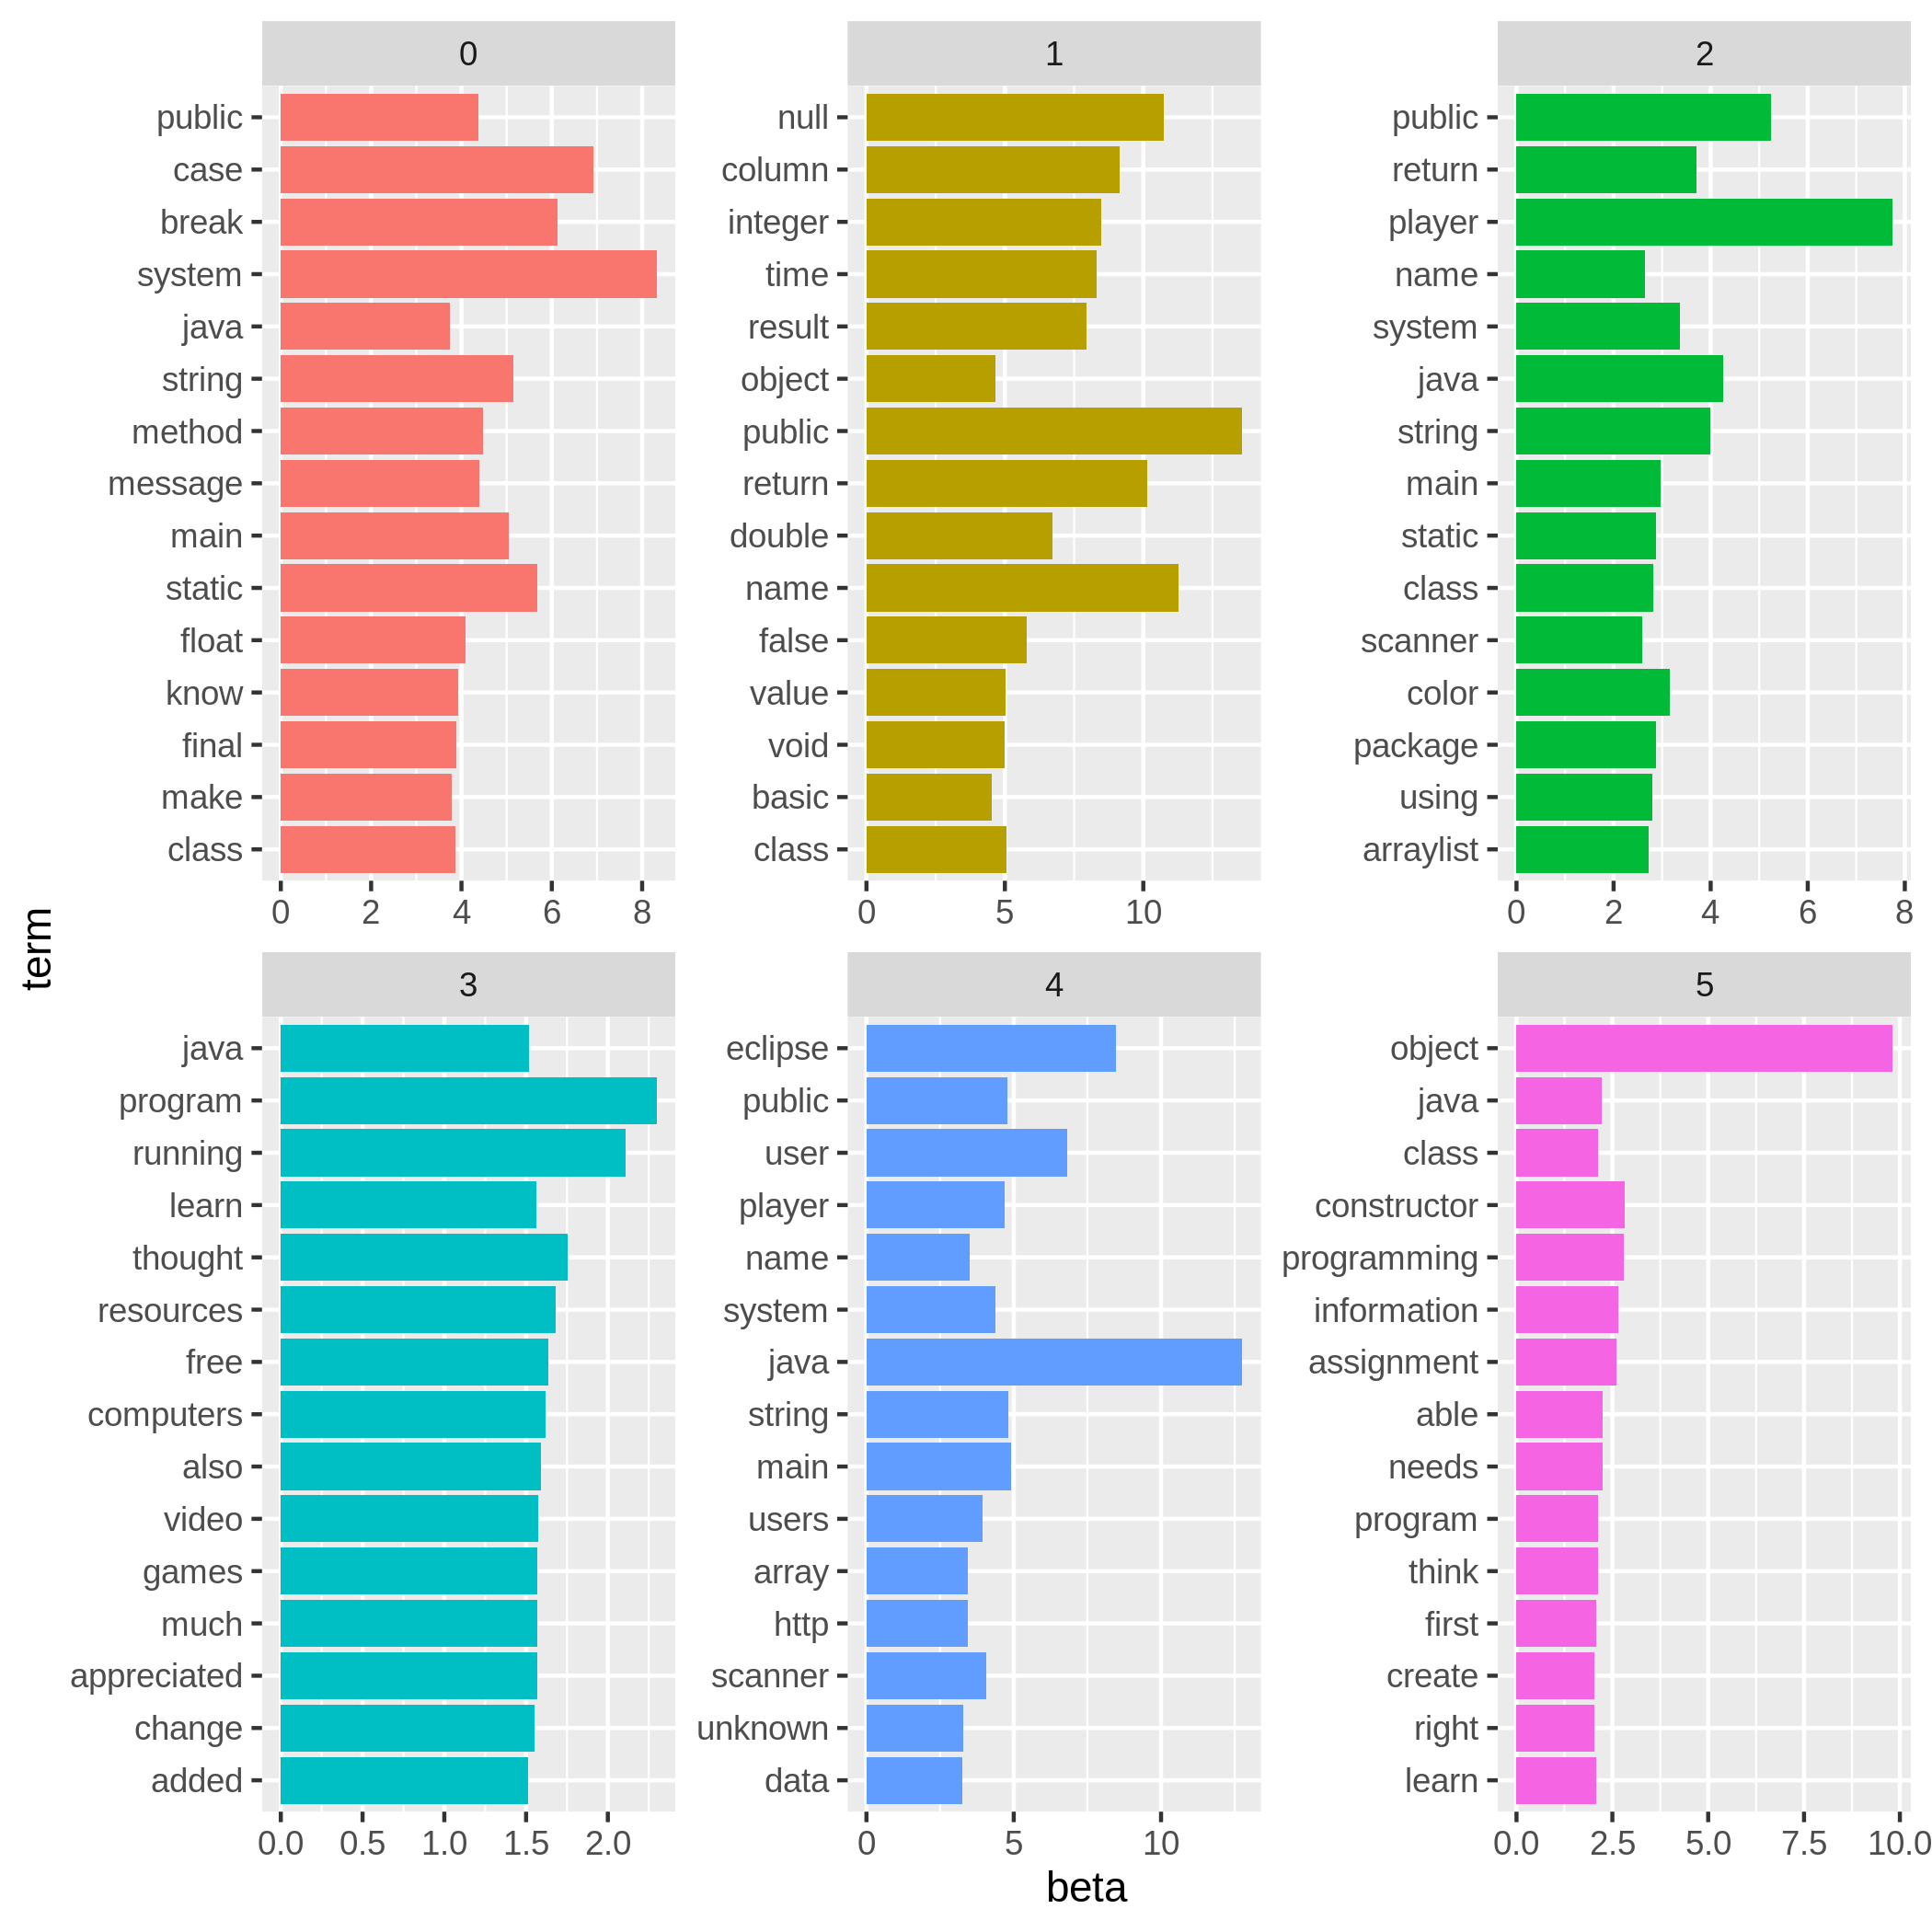 0
public
case
break
system
java
string
method
message
main
static
float
know
final
make
class
0 2 4 6 8
1
null
column
integer
time
result
object
public
return
double
name
false
value
void
basic
class
0 5 10
2
public
return
player
name
system
java
string
main
static
class
scanner
color
package
using
arraylist
0 2 4 6 8
term
3
java
program
running
learn
thought
resources
free
computers
also
video
games
much
appreciated
change
added
0.0 0.5 1.0 1.5 2.0
4
eclipse
public
user
player
name
system
java
string
main
users
array
http
scanner
unknown
data
0 5 10
5
object
java
class
constructor
programming
information
assignment
able
needs
program
think
first
create
right
learn
0.0 2.5 5.0 7.5 10.0
beta